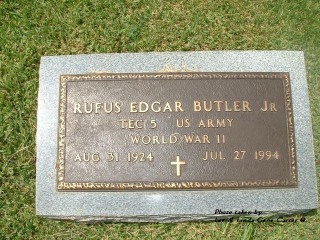 RUFUS EDGAR BUTLER JR
TEC 5 US ARMY
WORLD WAR II
AUG 31 1924 JUL 27 1994
Photo taken by